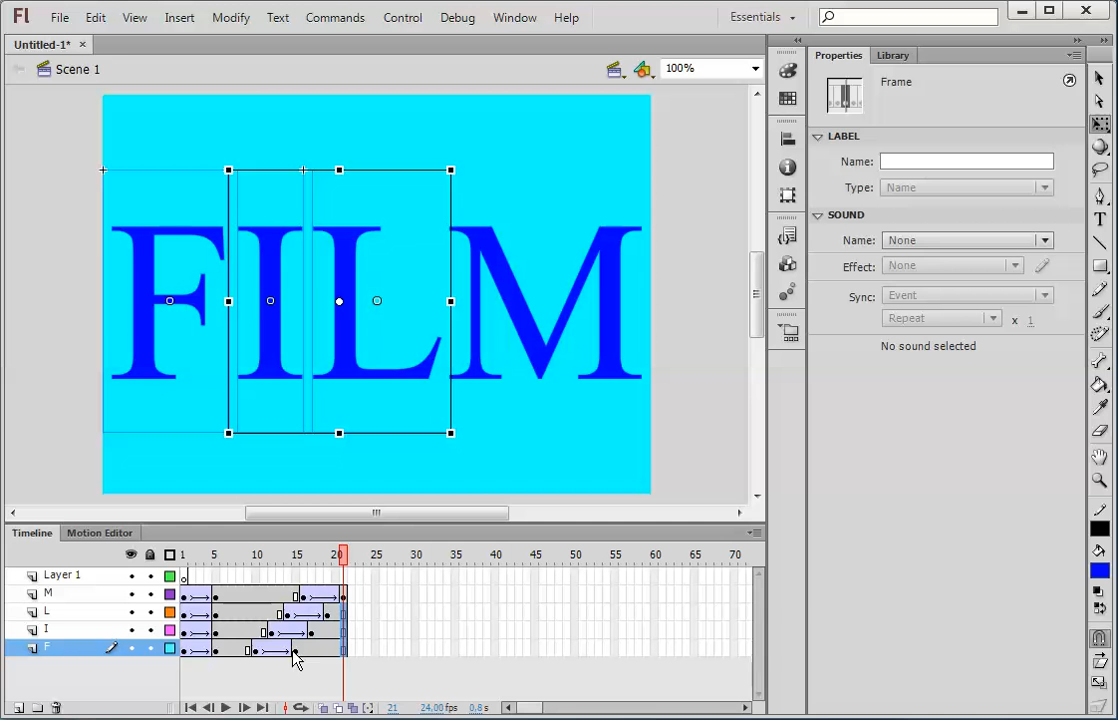 Fl File Edit View Insert Modify Text Commands Control Debug Window Help Essentials
Untitled-1* ×
Scene 1 100%
FILM
Properties Library
Frame
LABEL
Name:
Type: Name
SOUND
Name: None
Effect: None
Sync: Event
Repeat x 1
No sound selected
Timeline Motion Editor
1 5 10 15 20 25 30 35 40 45 50 55 60 65 70
Layer 1
M
L
I
F
21 24.00 fps 0.8 s